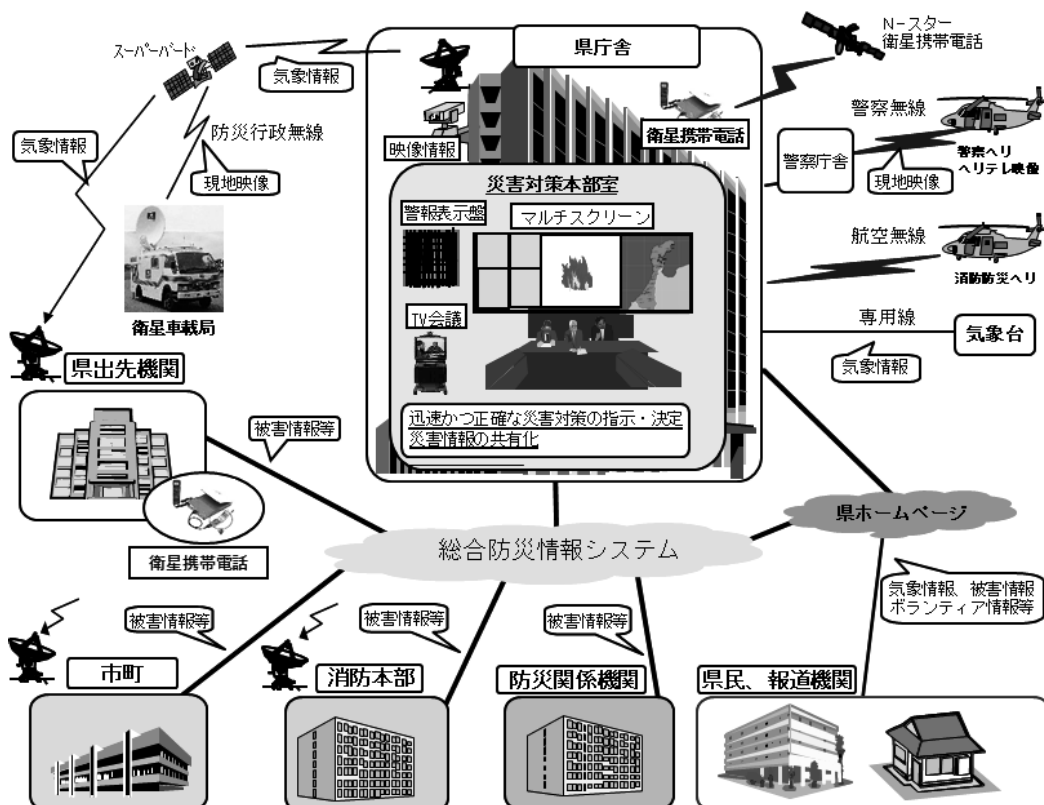 スーパーバード
気象情報
県庁舎
N-スター
衛星携帯電話
気象情報
防災行政無線
現地映像
映像情報
衛星携帯電話
警察無線
警察庁舎
現地映像
警察ヘリ
ヘリテレ映像
災害対策本部室
警報表示盤
マルチスクリーン
航空無線
消防防災ヘリ
衛星車載局
TV会議
専用線
気象台
気象情報
県出先機関
迅速かつ正確な災害対策の指示・決定
災害情報の共有化
被害情報等
衛星携帯電話
総合防災情報システム
県ホームページ
気象情報、被害情報
ボランティア情報等
被害情報等
被害情報等
被害情報等
市町
消防本部
防災関係機関
県民、報道機関